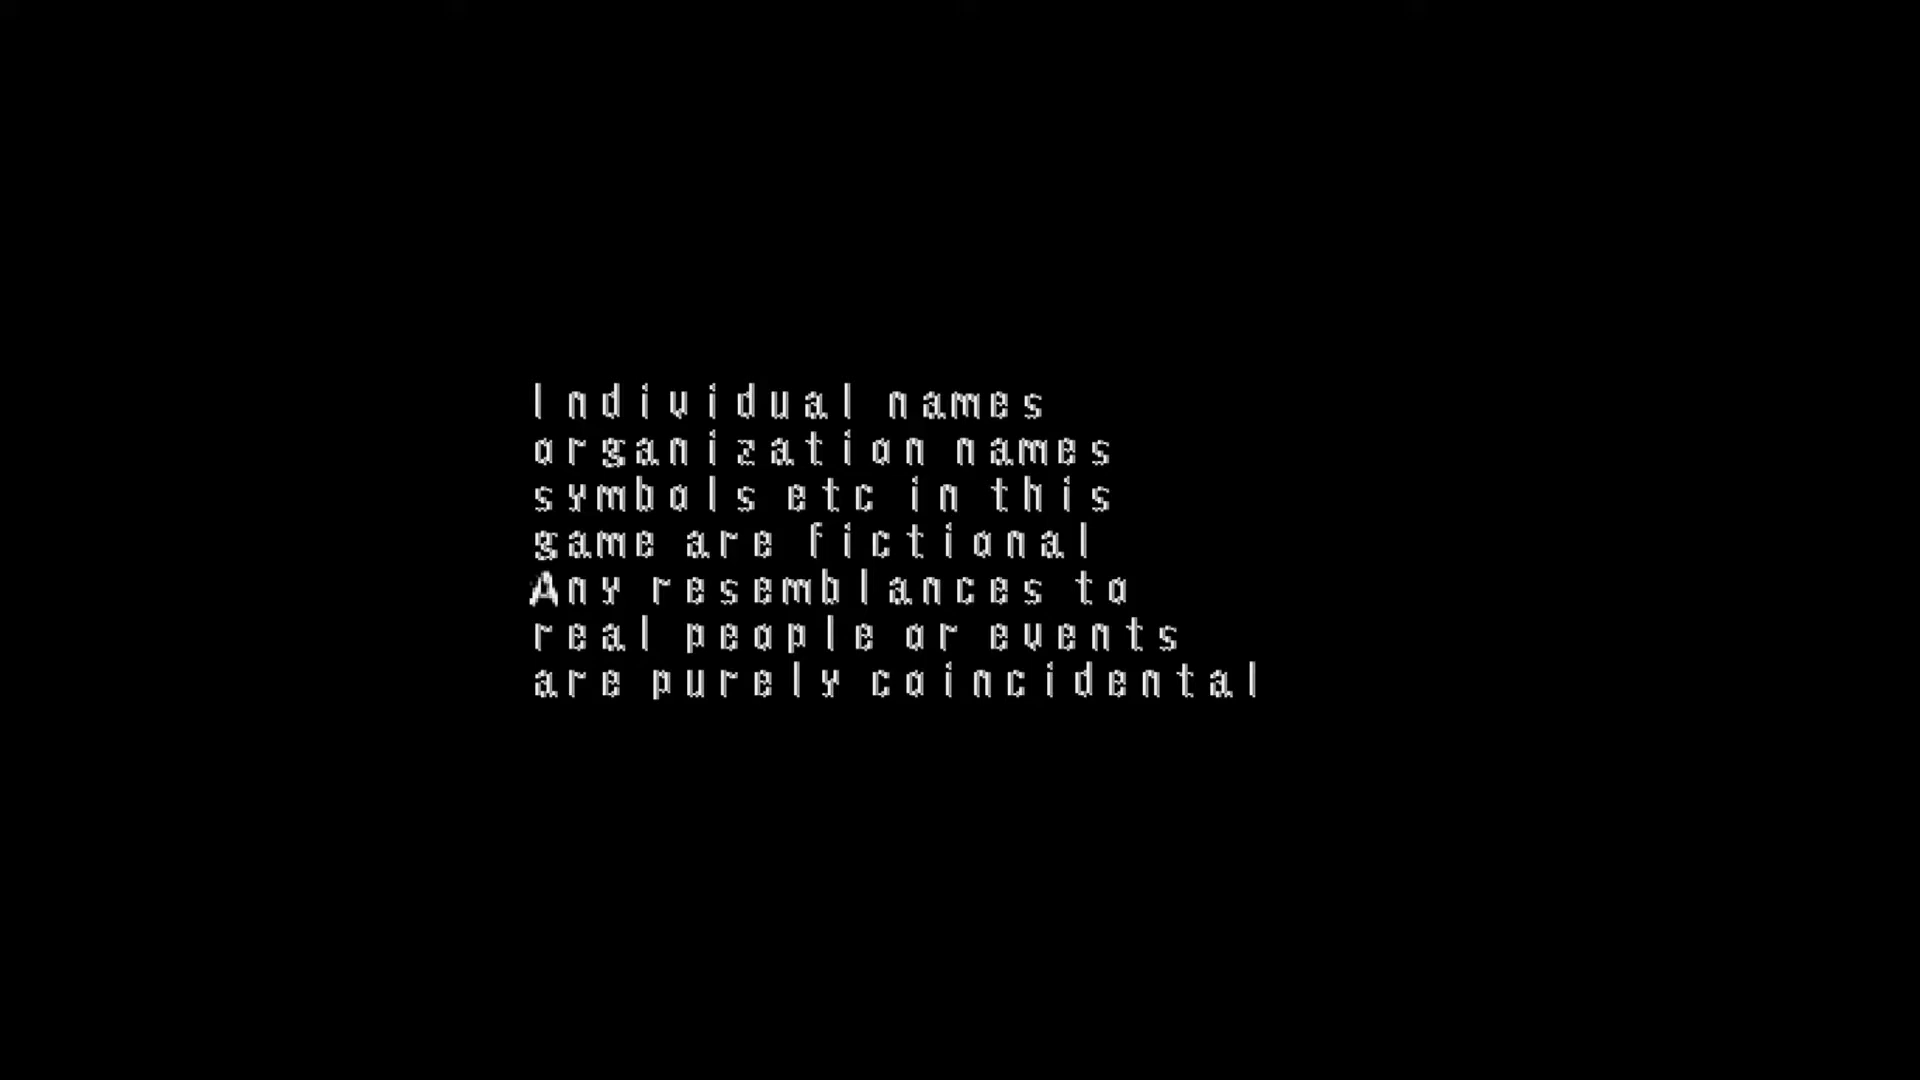 Individual names
organization names
symbols etc in this
game are fictional
Any resemblances to
real people or events
are purely coincidental